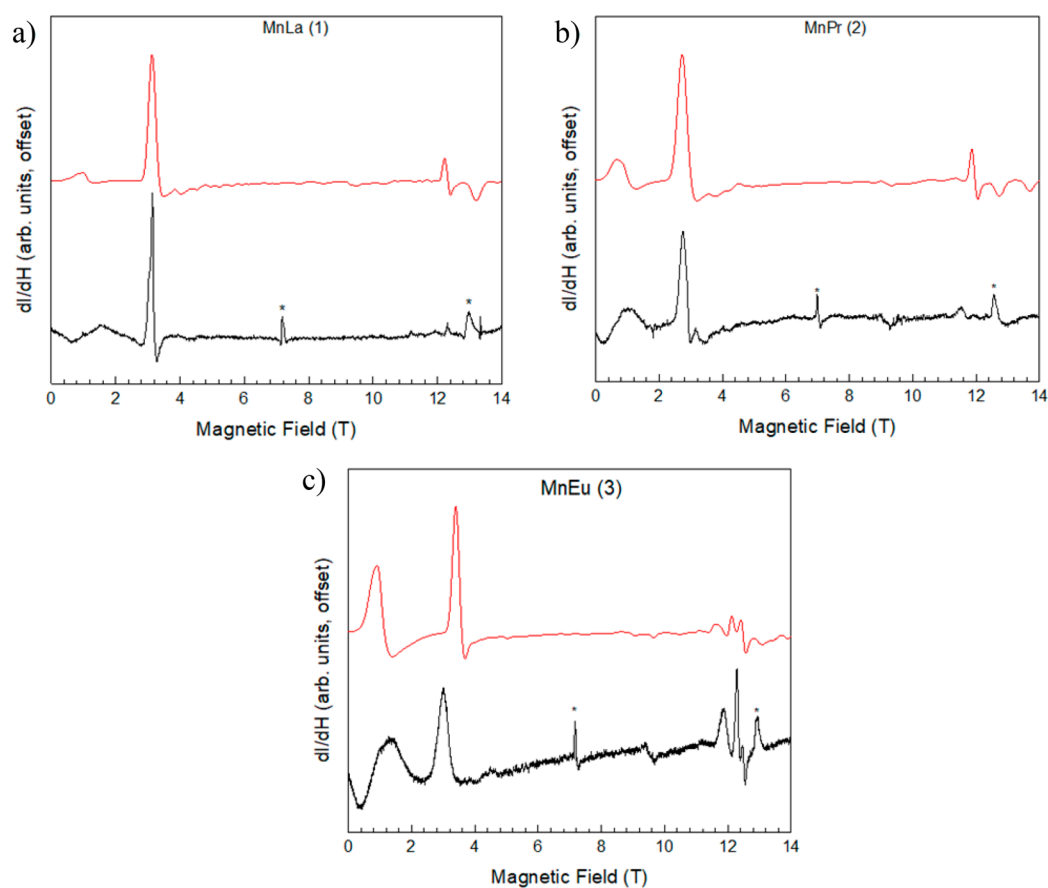 a)
MnLa (1)
dI/dH (arb. units, offset)
*
*
0 2 4 6 8 10 12 14
Magnetic Field (T)
b)
MnPr (2)
dI/dH (arb. units, offset)
*
*
0 2 4 6 8 10 12 14
Magnetic Field (T)
c)
MnEu (3)
dI/dH (arb. units, offset)
*
*
0 2 4 6 8 10 12 14
Magnetic Field (T)